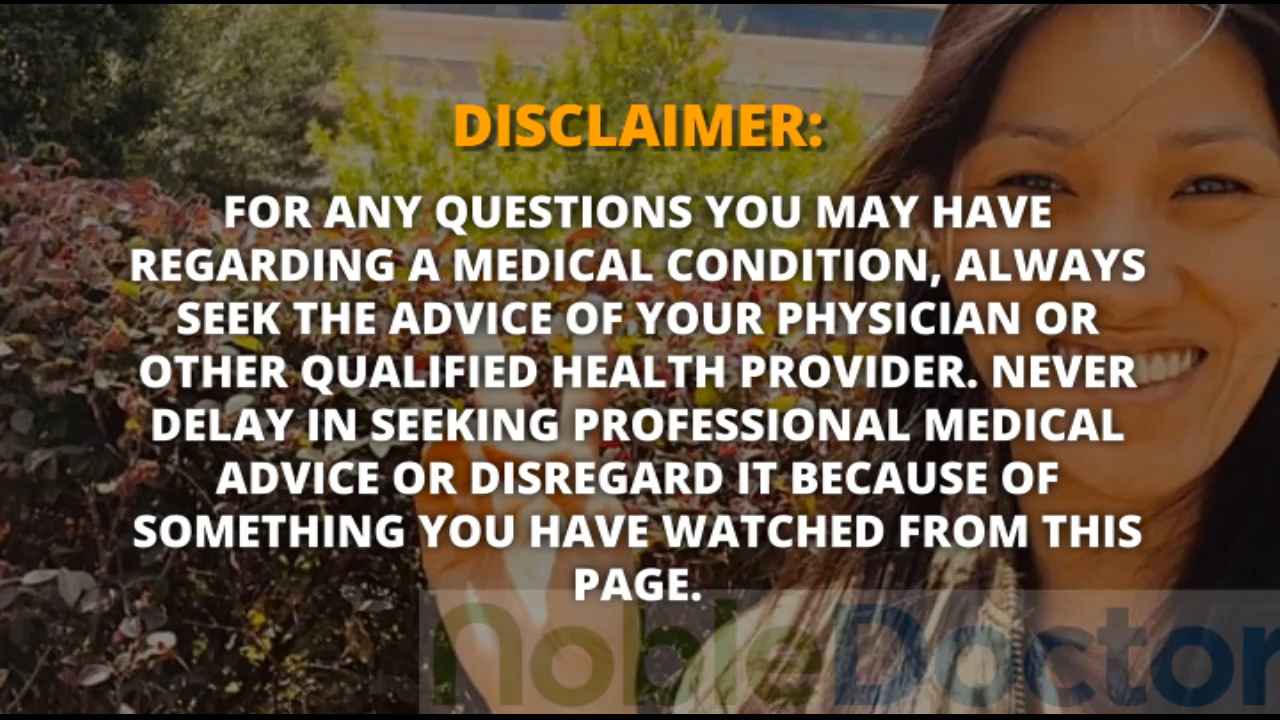 DISCLAIMER:
FOR ANY QUESTIONS YOU MAY HAVE
REGARDING A MEDICAL CONDITION, ALWAYS
SEEK THE ADVICE OF YOUR PHYSICIAN OR
OTHER QUALIFIED HEALTH PROVIDER. NEVER
DELAY IN SEEKING PROFESSIONAL MEDICAL
ADVICE OR DISREGARD IT BECAUSE OF
SOMETHING YOU HAVE WATCHED FROM THIS
PAGE.
nobleDoctor